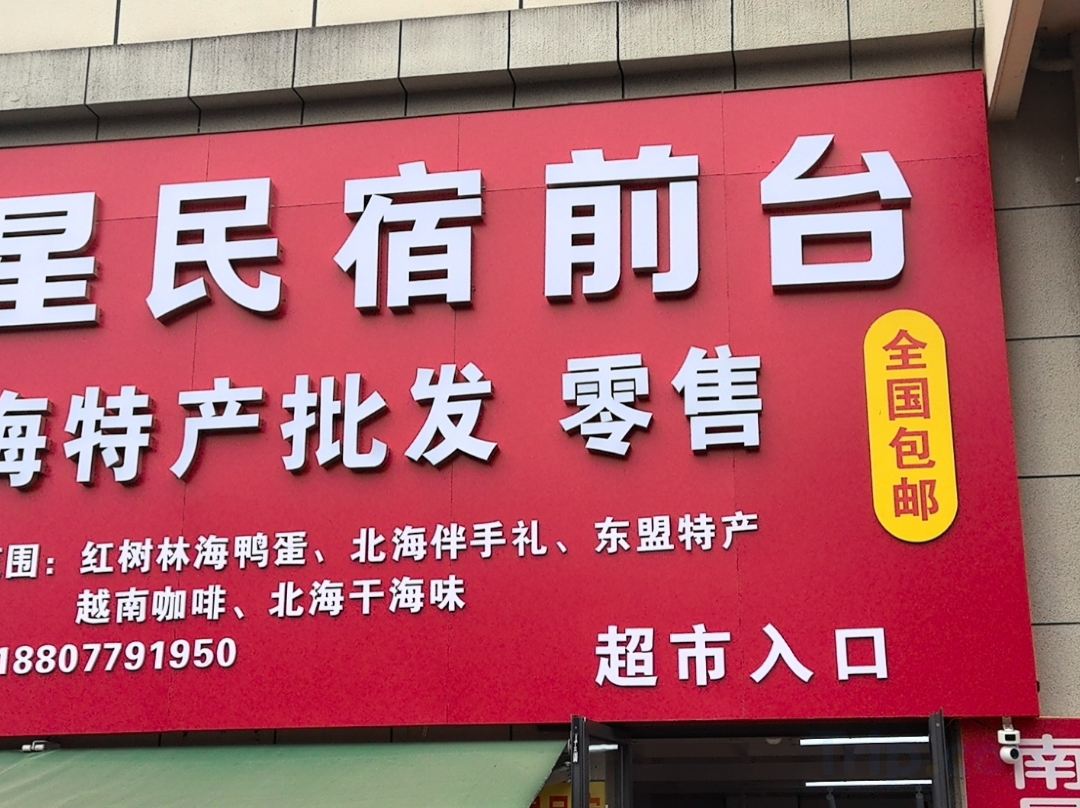 星民宿前台
海特产批发 零售
全国包邮
围：红树林海鸭蛋、北海伴手礼、东盟特产
越南咖啡、北海干海味
18807791950
超市入口
南